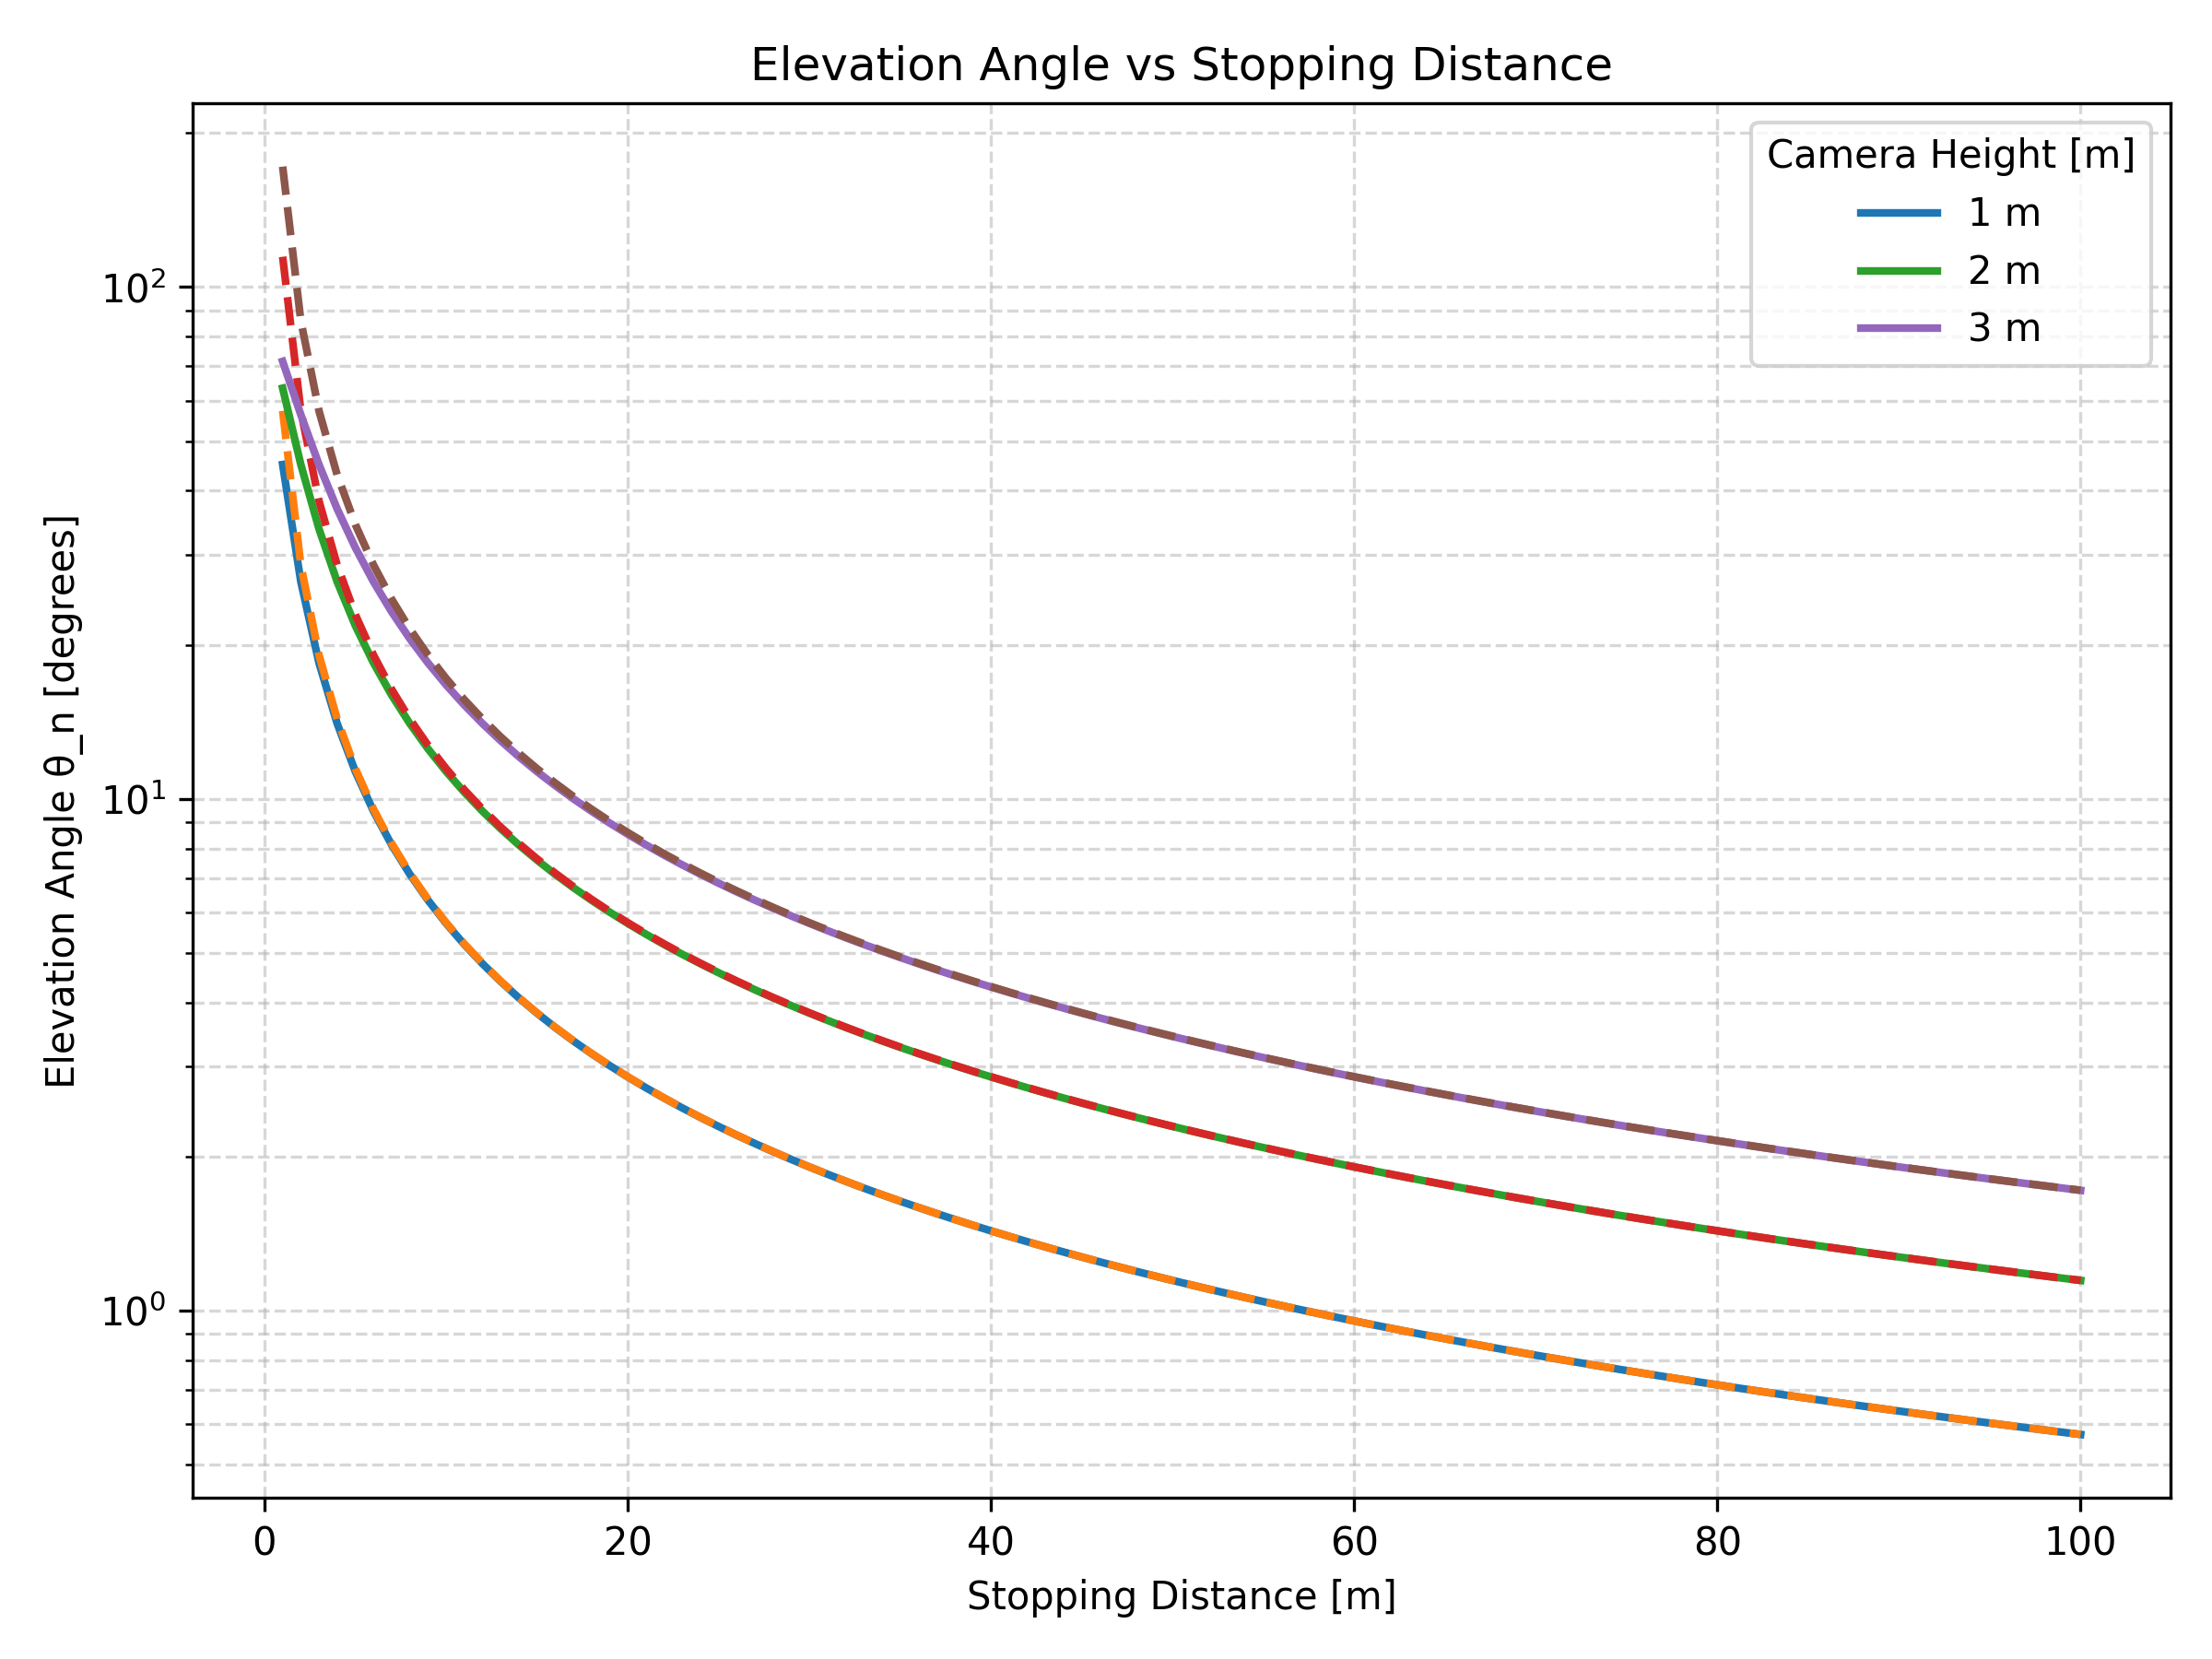 Elevation Angle vs Stopping Distance
Camera Height [m]
1 m
2 m
3 m
Elevation Angle θ_n [degrees]
10²
10¹
10⁰
0 20 40 60 80 100
Stopping Distance [m]